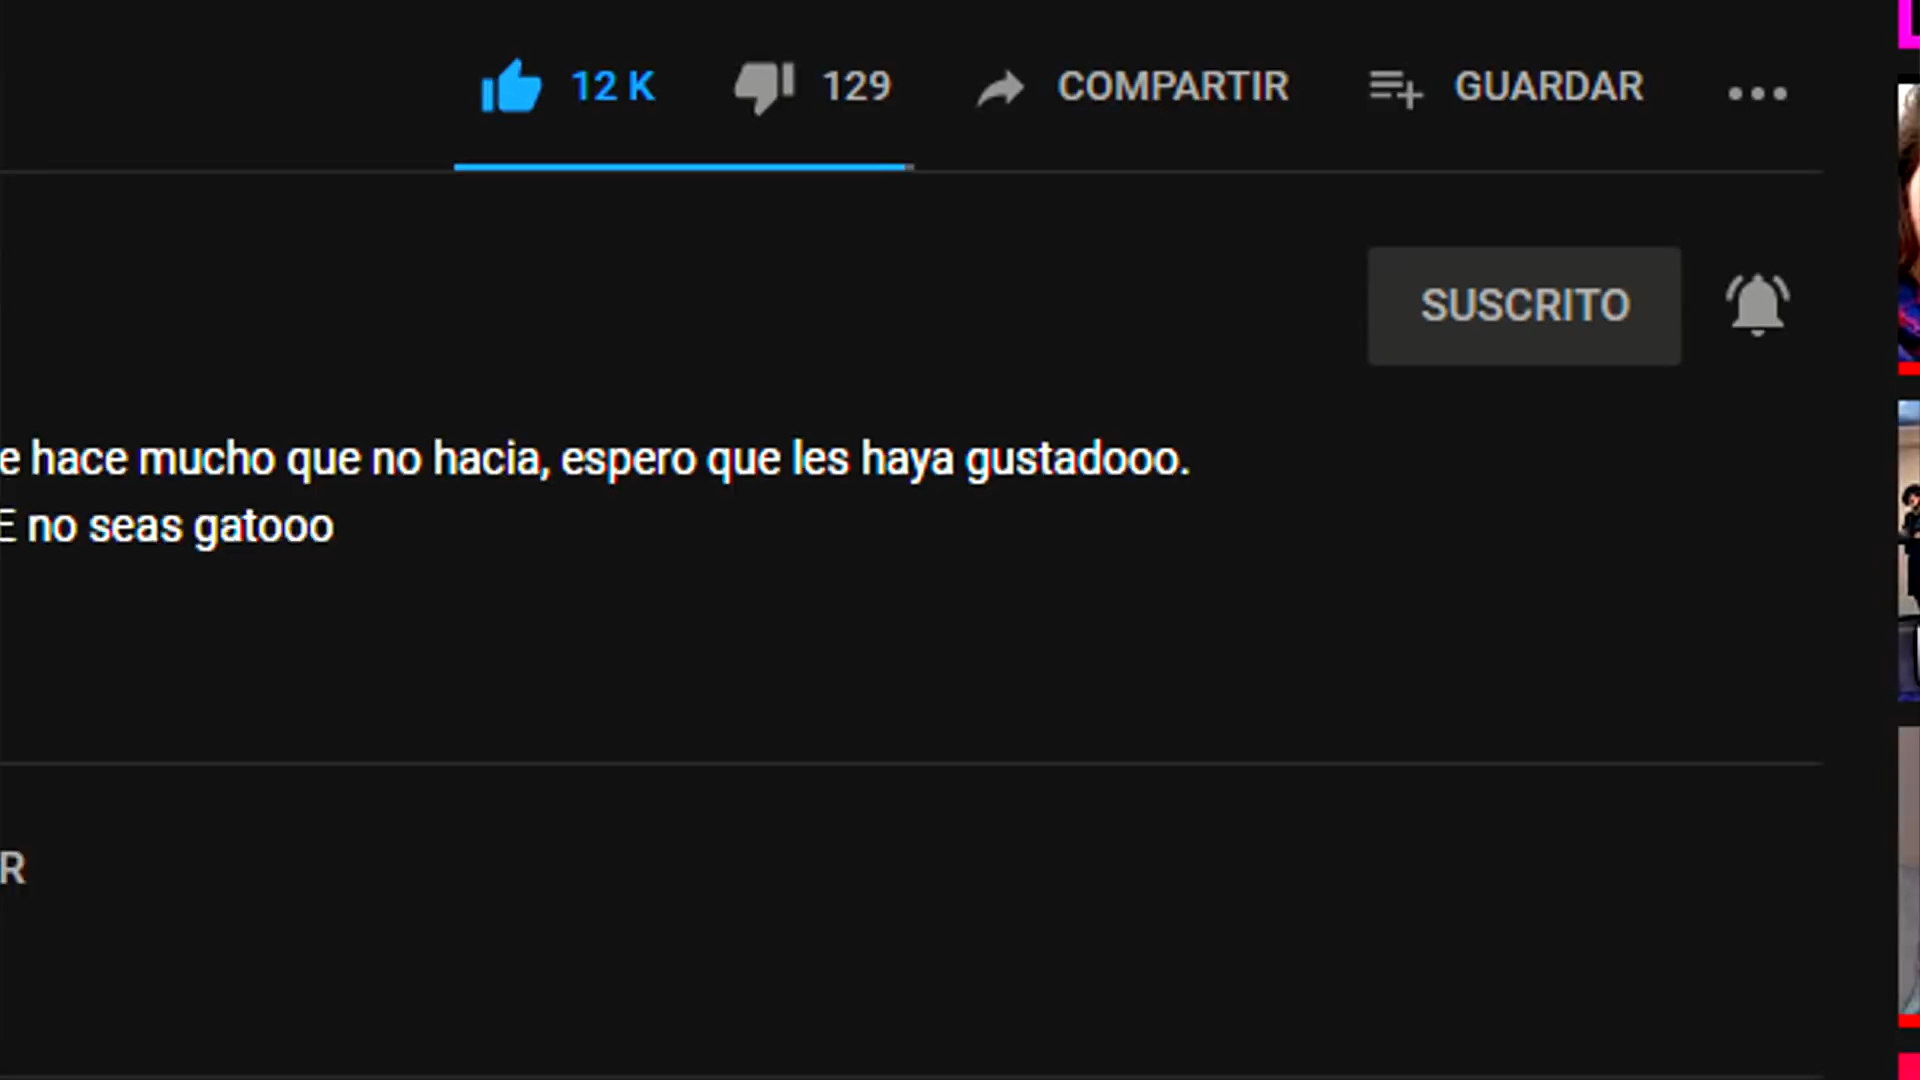 12 K 129 COMPARTIR GUARDAR
SUSCRITO
e hace mucho que no hacia, espero que les haya gustadooo.
E no seas gatooo
R